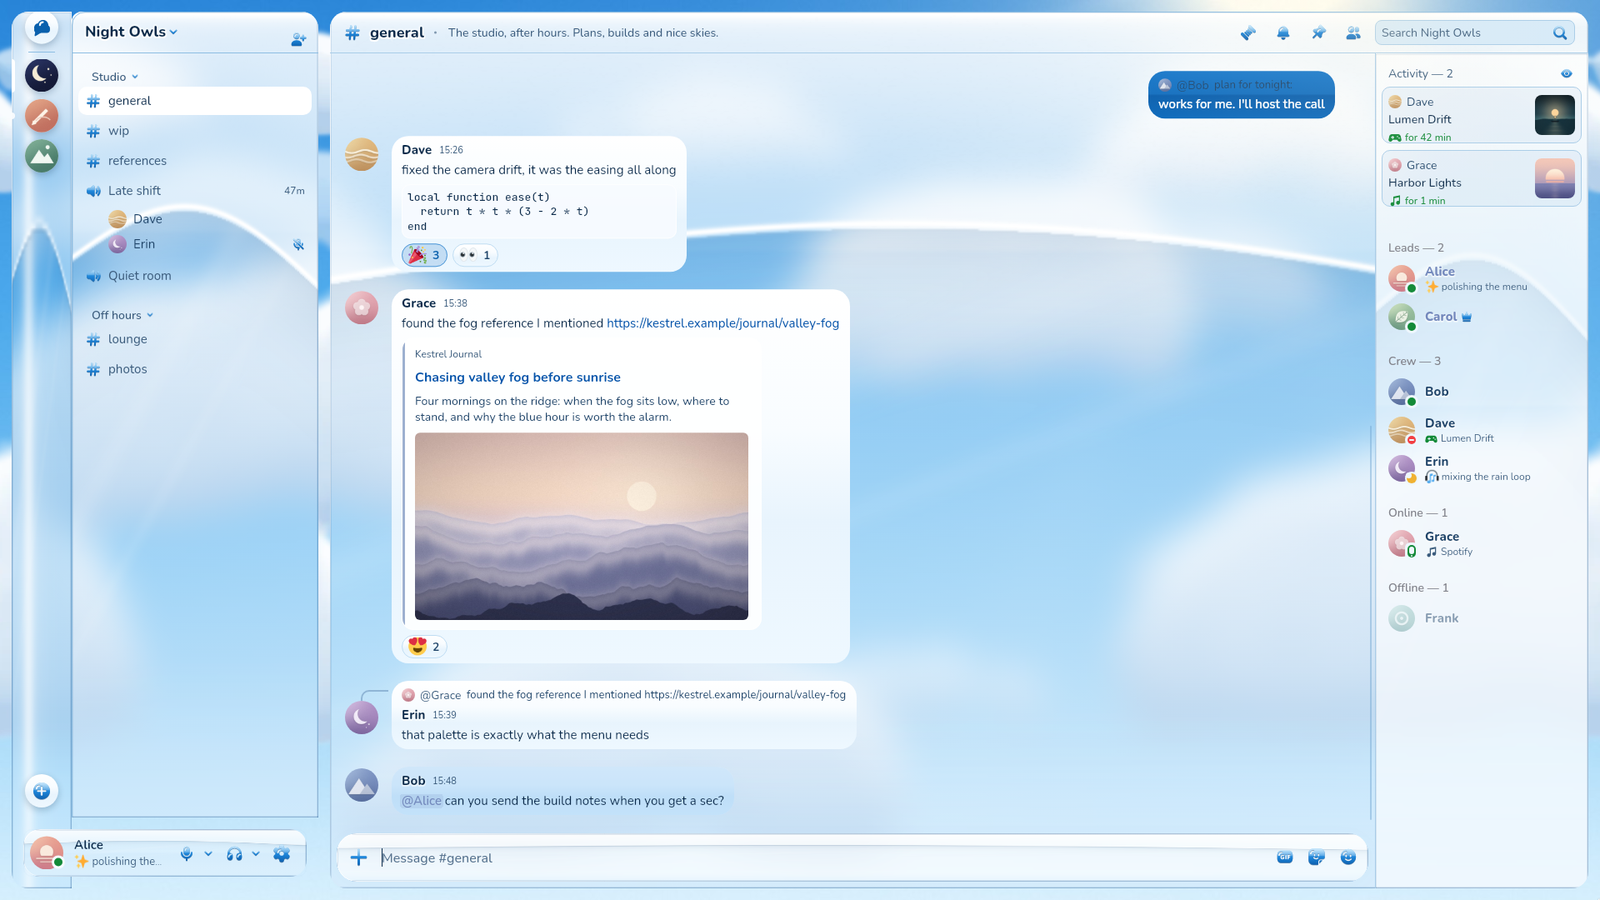 Night Owls
Studio
general
wip
references
Late shift
47m
Dave
Erin
Quiet room
Off hours
lounge
photos
Alice
✨ polishing the...
general · The studio, after hours. Plans, builds and nice skies.
Search Night Owls
@Bob plan for tonight:
works for me. I'll host the call
Dave 15:26
fixed the camera drift, it was the easing all along
local function ease(t)
  return t * t * (3 - 2 * t)
end
🎉 3 👀 1
Grace 15:38
found the fog reference I mentioned https://kestrel.example/journal/valley-fog
Kestrel Journal
Chasing valley fog before sunrise
Four mornings on the ridge: when the fog sits low, where to
stand, and why the blue hour is worth the alarm.
😍 2
@Grace found the fog reference I mentioned https://kestrel.example/journal/valley-fog
Erin 15:39
that palette is exactly what the menu needs
Bob 15:48
@Alice can you send the build notes when you get a sec?
Message #general
GIF
Activity — 2
Dave
Lumen Drift
for 42 min
Grace
Harbor Lights
for 1 min
Leads — 2
Alice
✨ polishing the menu
Carol
Crew — 3
Bob
Dave
Lumen Drift
Erin
🎧 mixing the rain loop
Online — 1
Grace
Spotify
Offline — 1
Frank